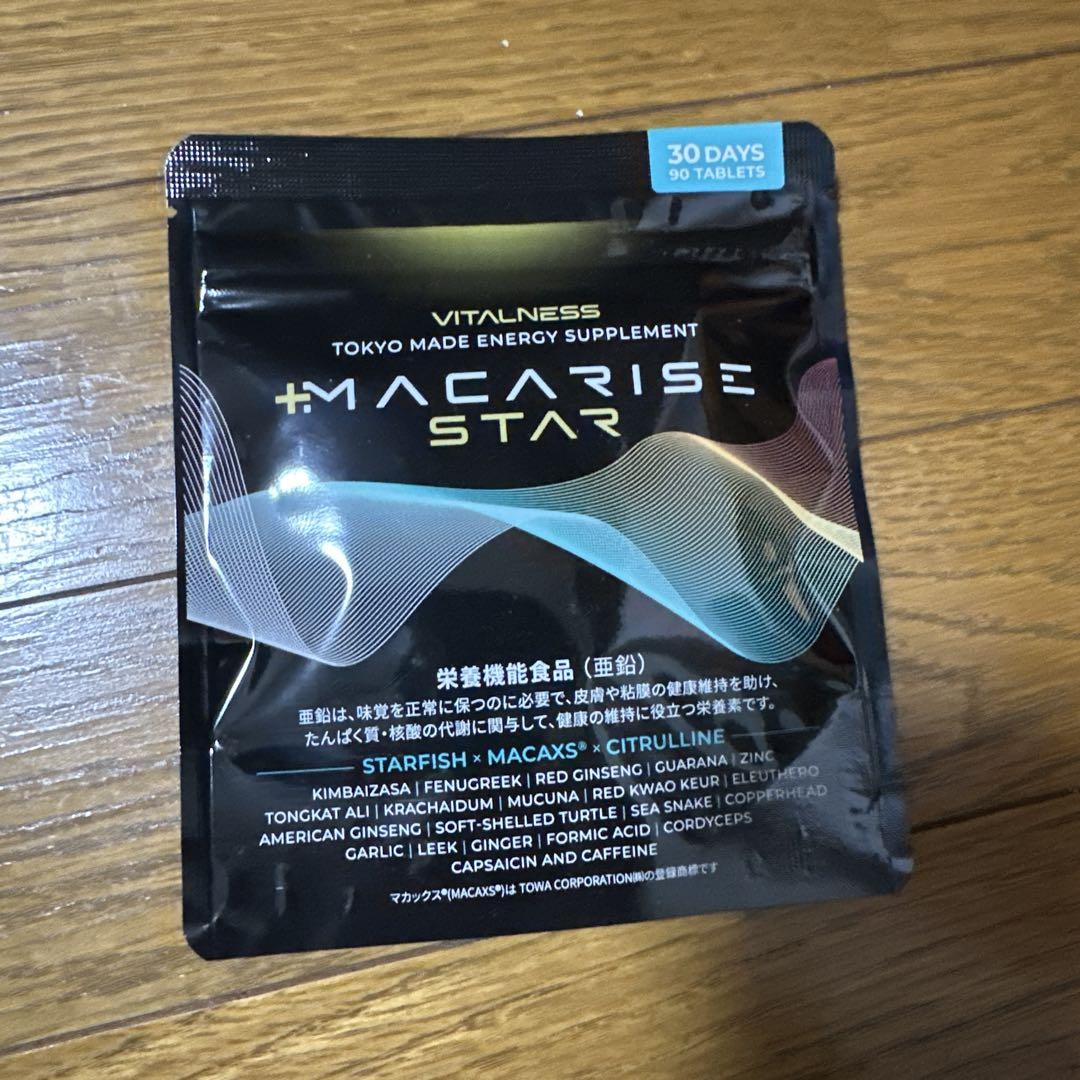 30 DAYS
90 TABLETS
VITALNESS
TOKYO MADE ENERGY SUPPLEMENT
+MACARISE
STAR
栄養機能食品（亜鉛）
亜鉛は、味覚を正常に保つのに必要で、皮膚や粘膜の健康維持を助け、
たんぱく質・核酸の代謝に関与して、健康の維持に役立つ栄養素です。
STARFISH × MACAXS® × CITRULLINE
KIMBAIZASA | FENUGREEK | RED GINSENG | GUARANA | ZINC
TONGKAT ALI | KRACHAIDUM | MUCUNA | RED KWAO KEUR | ELEUTHERO
AMERICAN GINSENG | SOFT-SHELLED TURTLE | SEA SNAKE | COPPERHEAD
GARLIC | LEEK | GINGER | FORMIC ACID | CORDYCEPS
CAPSAICIN AND CAFFEINE
マカックス®(MACAXS®)は TOWA CORPORATION㈱の登録商標です